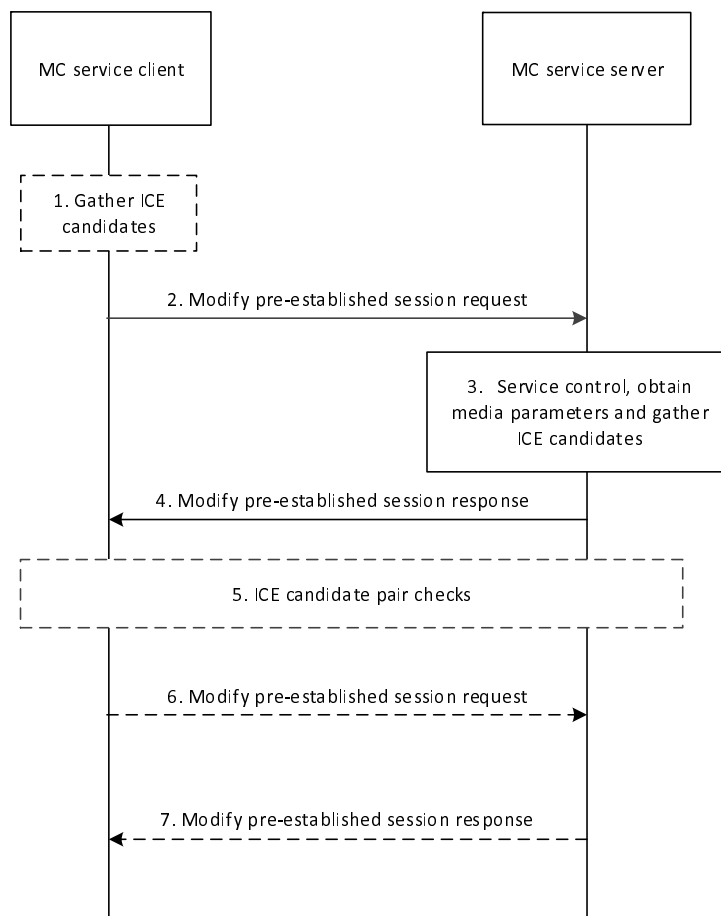 MC service client
MC service server
1. Gather ICE
candidates
2. Modify pre-established session request
3. Service control, obtain
media parameters and gather
ICE candidates
4. Modify pre-established session response
5. ICE candidate pair checks
6. Modify pre-established session request
7. Modify pre-established session response